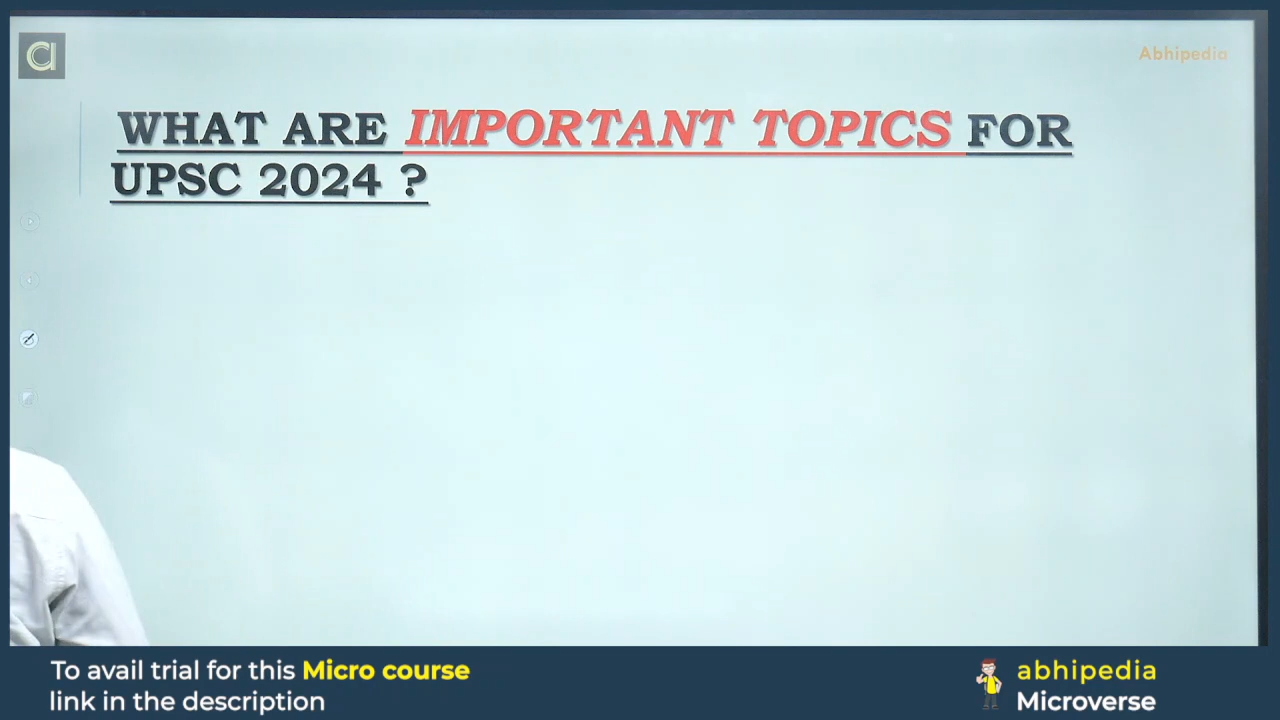 Abhipedia
WHAT ARE IMPORTANT TOPICS FOR
UPSC 2024 ?
To avail trial for this Micro course
link in the description
abhipedia
Microverse